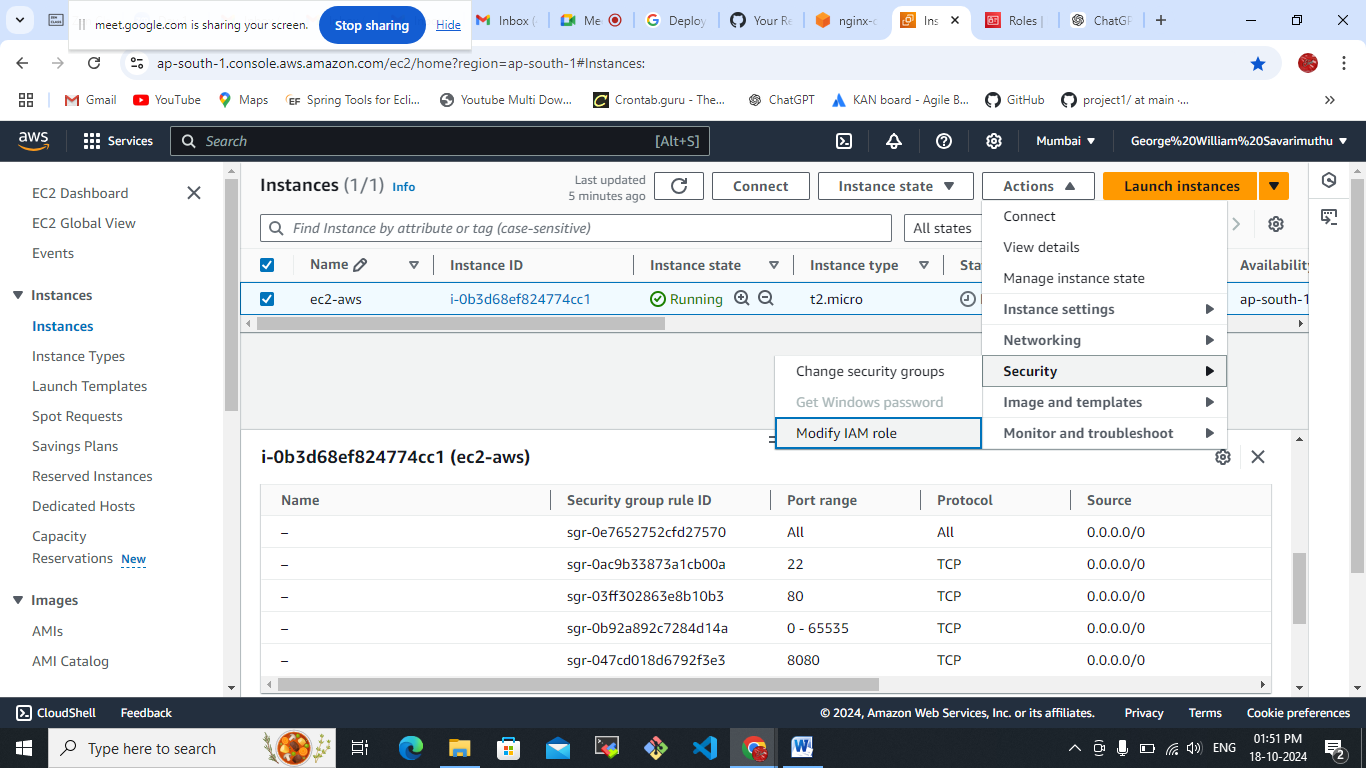 meet.google.com is sharing your screen.
Stop sharing
Hide
Inbox (
Me
Deploy
Your Re
nginx-c
Ins
Roles |
ChatGP
ap-south-1.console.aws.amazon.com/ec2/home?region=ap-south-1#Instances:
Gmail
YouTube
Maps
Spring Tools for Ecli...
Youtube Multi Dow...
Crontab.guru - The...
ChatGPT
KAN board - Agile B...
GitHub
project1/ at main ·...
aws
Services
Search
[Alt+S]
Mumbai
George%20William%20Savarimuthu
EC2 Dashboard
EC2 Global View
Events
Instances
Instances
Instance Types
Launch Templates
Spot Requests
Savings Plans
Reserved Instances
Dedicated Hosts
Capacity
Reservations New
Images
AMIs
AMI Catalog
Instances (1/1) Info
Last updated
5 minutes ago
Connect
Instance state
Actions
Launch instances
Find Instance by attribute or tag (case-sensitive)
All states
Name
Instance ID
Instance state
Instance type
Sta
Availability
ec2-aws
i-0b3d68ef824774cc1
Running
t2.micro
ap-south-1
Connect
View details
Manage instance state
Instance settings
Networking
Security
Image and templates
Monitor and troubleshoot
Change security groups
Get Windows password
Modify IAM role
i-0b3d68ef824774cc1 (ec2-aws)
Name Security group rule ID Port range Protocol Source
– sgr-0e7652752cfd27570 All All 0.0.0.0/0
– sgr-0ac9b33873a1cb00a 22 TCP 0.0.0.0/0
– sgr-03ff302863e8b10b3 80 TCP 0.0.0.0/0
– sgr-0b92a892c7284d14a 0 - 65535 TCP 0.0.0.0/0
– sgr-047cd018d6792f3e3 8080 TCP 0.0.0.0/0
CloudShell
Feedback
© 2024, Amazon Web Services, Inc. or its affiliates.
Privacy
Terms
Cookie preferences
Type here to search
ENG
01:51 PM
18-10-2024
2